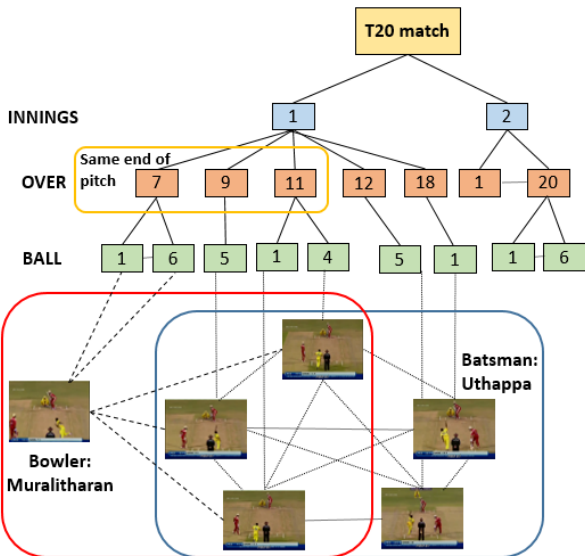 T20 match
INNINGS
1
2
Same end of
pitch
OVER
7
9
11
12
18
1
20
BALL
1
6
5
1
4
5
1
1
6
Batsman:
Uthappa
Bowler:
Muralitharan